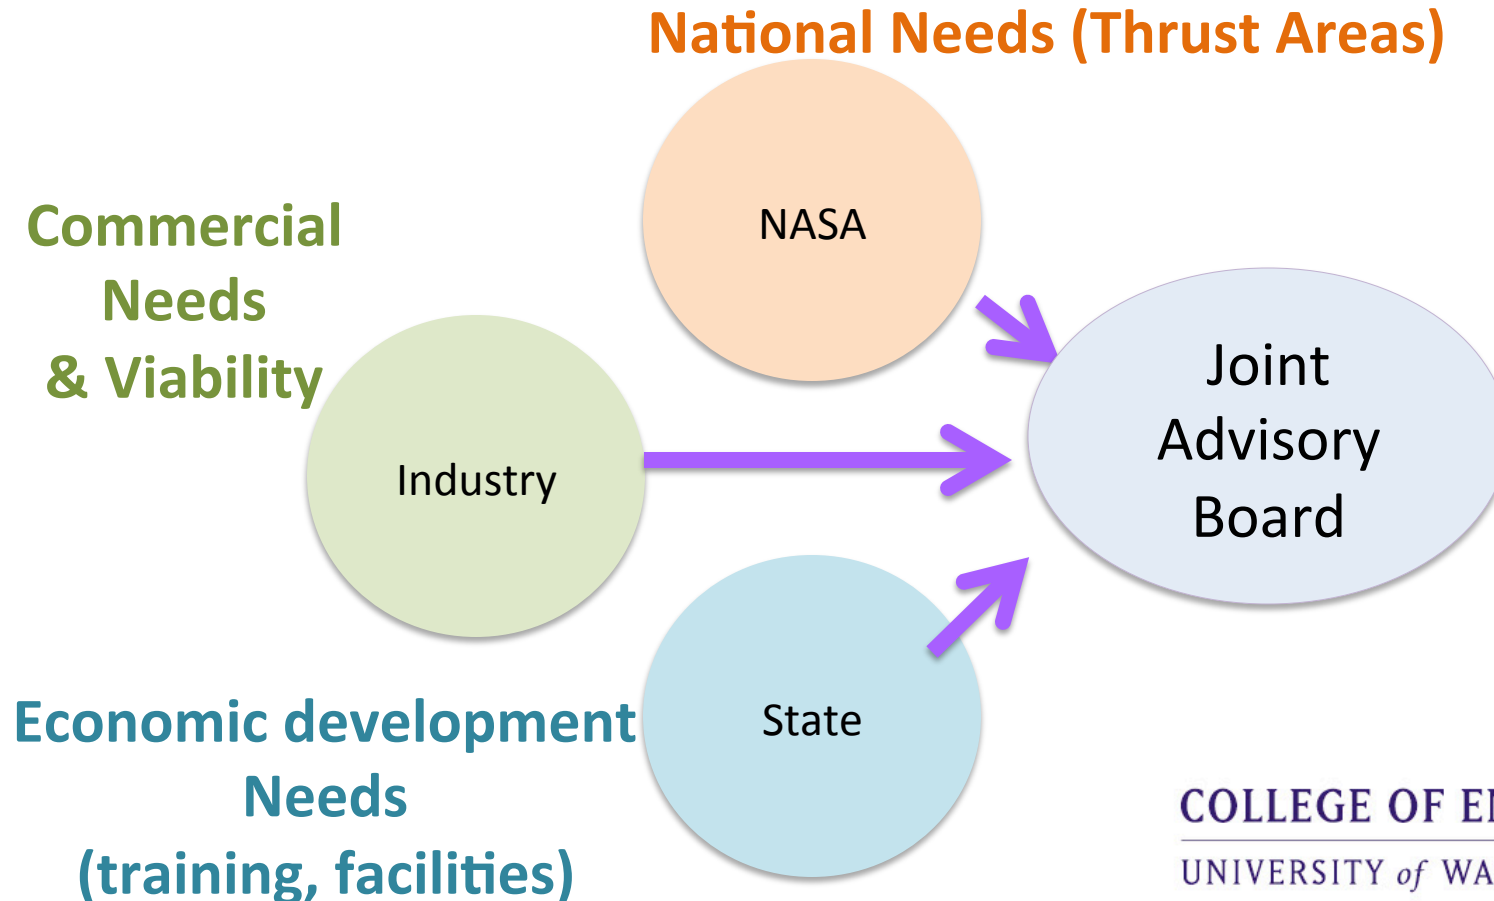 National Needs (Thrust Areas)
NASA
Commercial
Needs
& Viability
Industry
Joint
Advisory
Board
State
Economic development
Needs
(training, facilities)
COLLEGE OF
UNIVERSITY of